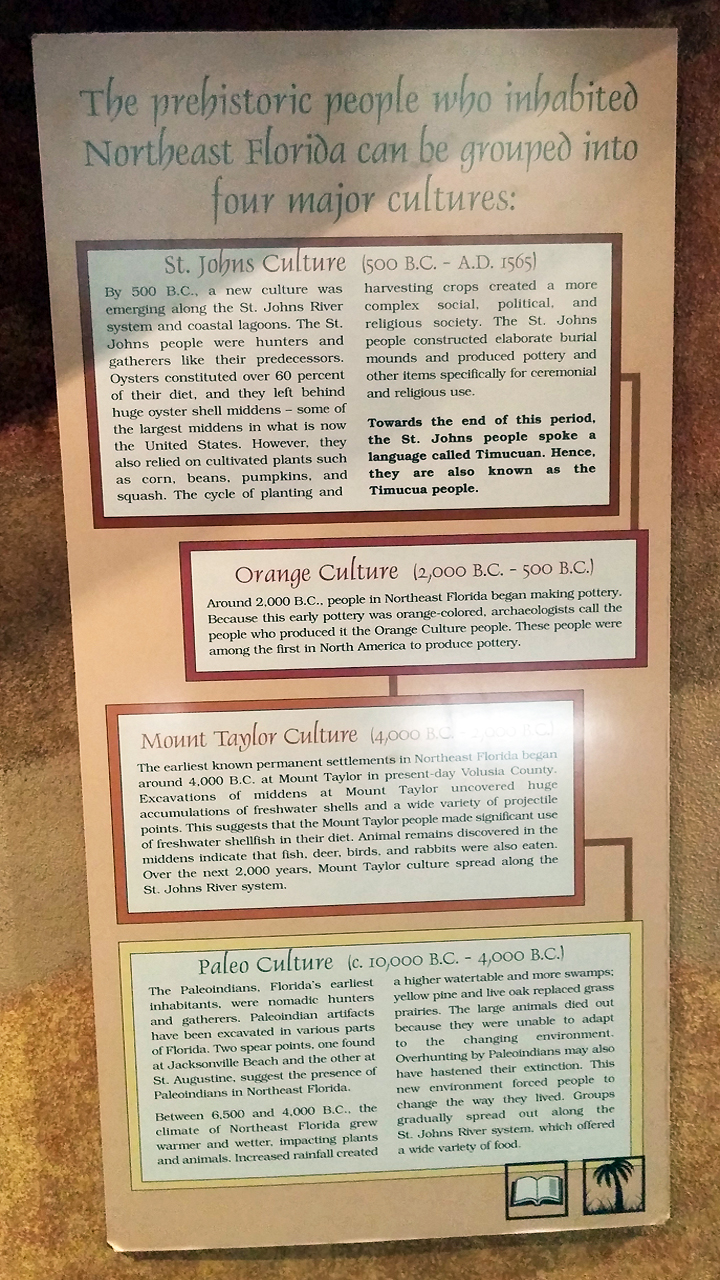 The prehistoric people who inhabited
Northeast Florida can be grouped into
four major cultures:
St. Johns Culture (500 B.C. – A.D. 1565)
By 500 B.C., a new culture was
emerging along the St. Johns River
system and coastal lagoons. The St.
Johns people were hunters and
gatherers like their predecessors.
Oysters constituted over 60 percent
of their diet, and they left behind
huge oyster shell middens – some of
the largest middens in what is now
the United States. However, they
also relied on cultivated plants such
as corn, beans, pumpkins, and
squash. The cycle of planting and
harvesting crops created a more
complex social, political, and
religious society. The St. Johns
people constructed elaborate burial
mounds and produced pottery and
other items specifically for ceremonial
and religious use.
Towards the end of this period,
the St. Johns people spoke a
language called Timucuan. Hence,
they are also known as the
Timucua people.
Orange Culture (2,000 B.C. – 500 B.C.)
Around 2,000 B.C., people in Northeast Florida began making pottery.
Because this early pottery was orange-colored, archaeologists call the
people who produced it the Orange Culture people. These people were
among the first in North America to produce pottery.
Mount Taylor Culture (4,000 B.C. – 2,000 B.C.)
The earliest known permanent settlements in Northeast Florida began
around 4,000 B.C. at Mount Taylor in present-day Volusia County.
Excavations of middens at Mount Taylor uncovered huge
accumulations of freshwater shells and a wide variety of projectile
points. This suggests that the Mount Taylor people made significant use
of freshwater shellfish in their diet. Animal remains discovered in the
middens indicate that fish, deer, birds, and rabbits were also eaten.
Over the next 2,000 years, Mount Taylor culture spread along the
St. Johns River system.
Paleo Culture (c. 10,000 B.C. – 4,000 B.C.)
The Paleoindians, Florida's earliest
inhabitants, were nomadic hunters
and gatherers. Paleoindian artifacts
have been excavated in various parts
of Florida. Two spear points, one found
at Jacksonville Beach and the other at
St. Augustine, suggest the presence of
Paleoindians in Northeast Florida.
Between 6,500 and 4,000 B.C., the
climate of Northeast Florida grew
warmer and wetter, impacting plants
and animals. Increased rainfall created
a higher watertable and more swamps;
yellow pine and live oak replaced grass
prairies. The large animals died out
because they were unable to adapt
to the changing environment.
Overhunting by Paleoindians may also
have hastened their extinction. This
new environment forced people to
change the way they lived. Groups
gradually spread out along the
St. Johns River system, which offered
a wide variety of food.